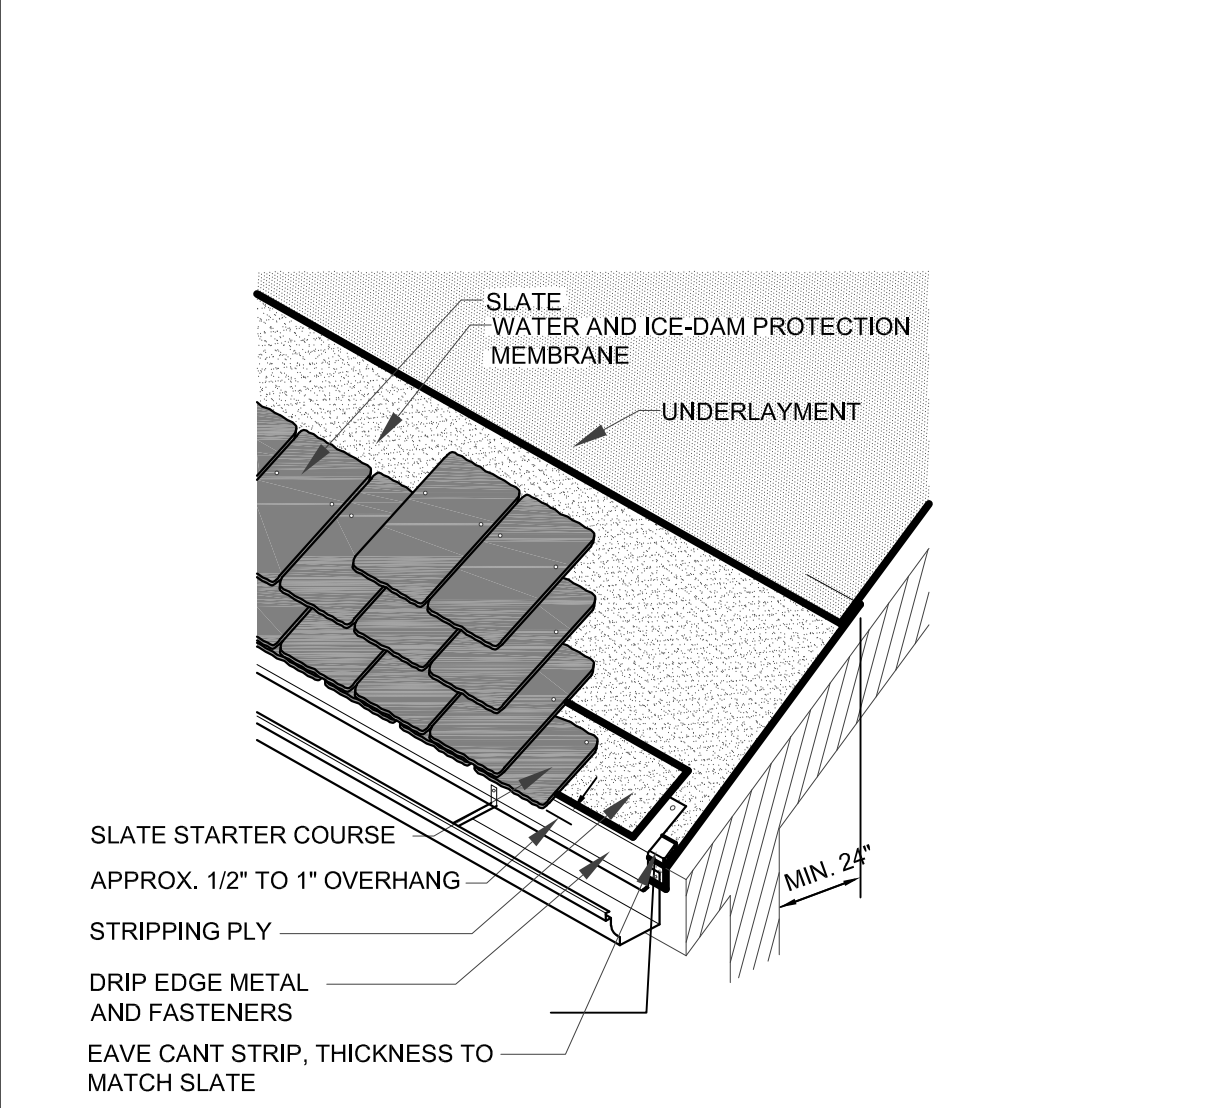 SLATE
WATER AND ICE-DAM PROTECTION
MEMBRANE
UNDERLAYMENT
SLATE STARTER COURSE
APPROX. 1/2" TO 1" OVERHANG
STRIPPING PLY
DRIP EDGE METAL
AND FASTENERS
EAVE CANT STRIP, THICKNESS TO
MATCH SLATE
MIN. 24"